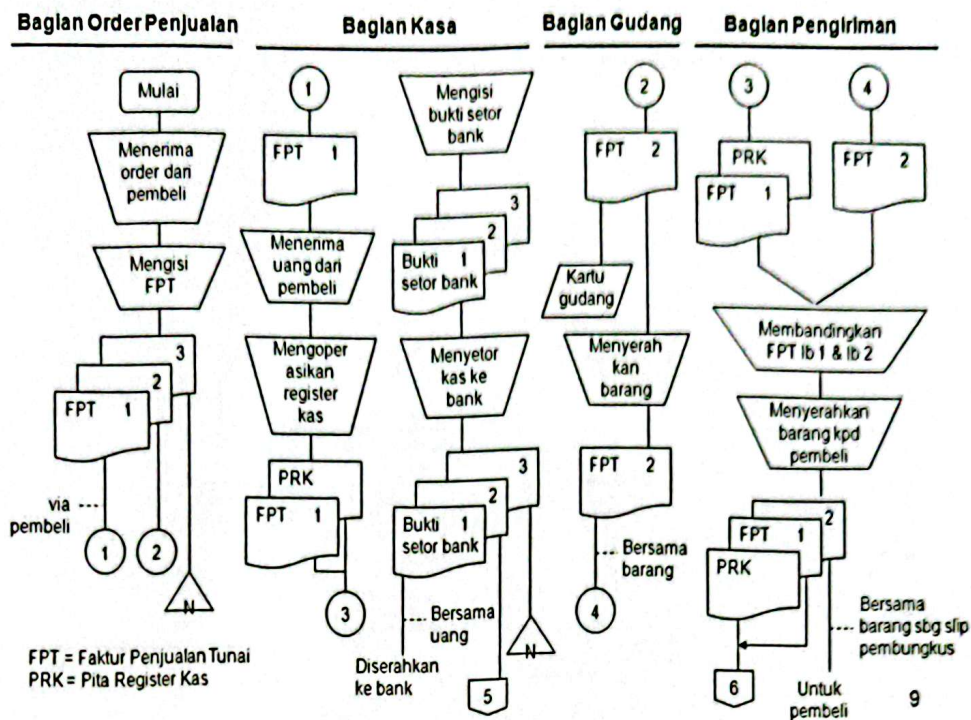 Bagian Order Penjualan
Mulai
Menerima
order dari
pembeli
Mengisi
FPT
3
2
FPT 1
via
pembeli
1
2
N
FPT = Faktur Penjualan Tunai
PRK = Pita Register Kas
Bagian Kasa
1
FPT 1
Menerima
uang dari
pembeli
Mengoper
asikan
register
kas
PRK
FPT 1
3
Mengisi
bukti setor
bank
3
2
Bukti 1
setor bank
Menyetor
kas ke
bank
3
2
Bukti 1
setor bank
Bersama
uang
Diserahkan
ke bank
N
5
Bagian Gudang
2
FPT 2
Kartu
gudang
Menyerah
kan
barang
FPT 2
Bersama
barang
4
Bagian Pengiriman
3
4
PRK
FPT 1
FPT 2
Membandingkan
FPT lb 1 & lb 2
Menyerahkan
barang kpd
pembeli
2
FPT 1
PRK
Bersama
barang sbg slip
pembungkus
6
Untuk
pembeli
9